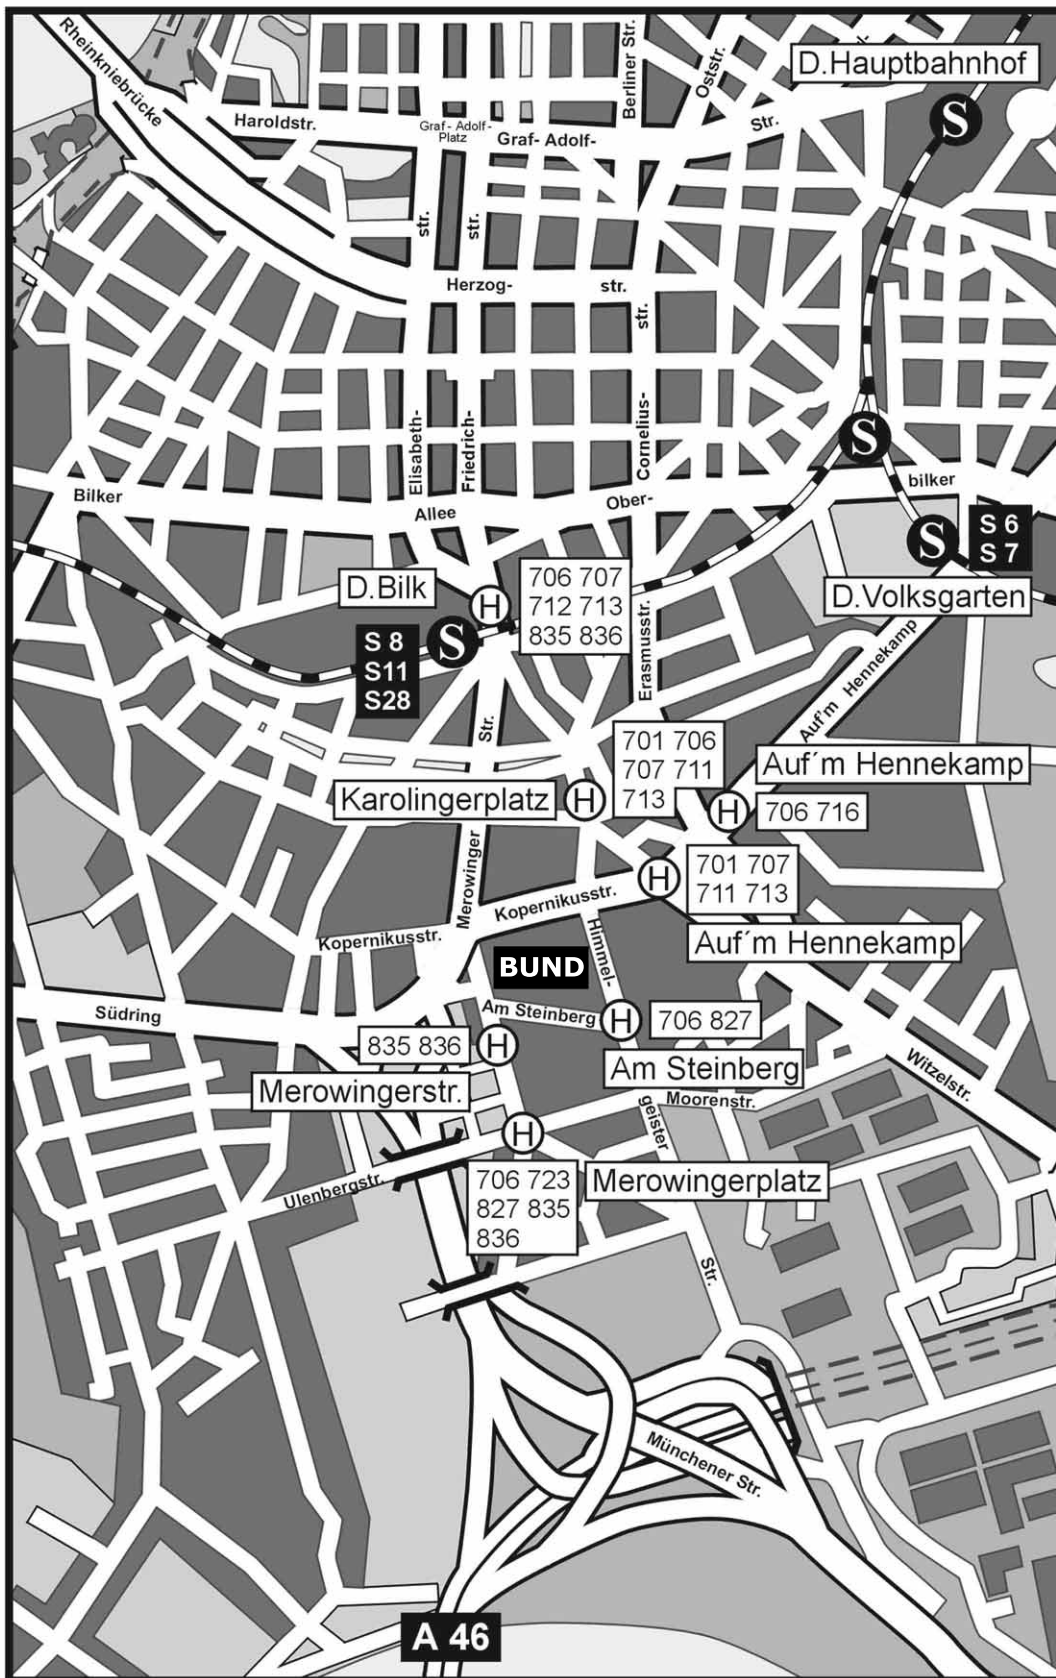 Rheinkniebrücke
Haroldstr.
Graf- Adolf-
Platz
Graf- Adolf-
Str.
Berliner Str.
Oststr.
D.Hauptbahnhof
S
str.
str.
Herzog-
str.
str.
Elisabeth-
Friedrich-
Cornelius-
S
Bilker
Allee
Ober-
bilker
S
S 6
S 7
D.Volksgarten
D.Bilk
H
706 707
712 713
835 836
S
S 8
S11
S28
Erasmusstr.
Auf'm Hennekamp
Str.
701 706
707 711
713
Karolingerplatz
H
Auf´m Hennekamp
H
706 716
Merowinger
Kopernikusstr.
H
701 707
711 713
Auf´m Hennekamp
Kopernikusstr.
BUND
Himmel-
Südring
Am Steinberg
H
706 827
835 836
H
Am Steinberg
Witzelstr.
Merowingerstr.
Moorenstr.
geister
H
Ulenbergstr.
706 723
827 835
836
Merowingerplatz
Str.
Münchener Str.
A 46